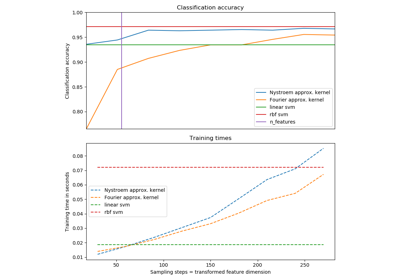 Classification accuracy
1.00
0.95
0.90
0.85
0.80
Classification accuracy
Nystroem approx. kernel
Fourier approx. kernel
linear svm
rbf svm
n_features
Training times
0.08
0.07
0.06
0.05
0.04
0.03
0.02
0.01
Training time in seconds
Nystroem approx. kernel
Fourier approx. kernel
linear svm
rbf svm
50 100 150 200 250
Sampling steps = transformed feature dimension